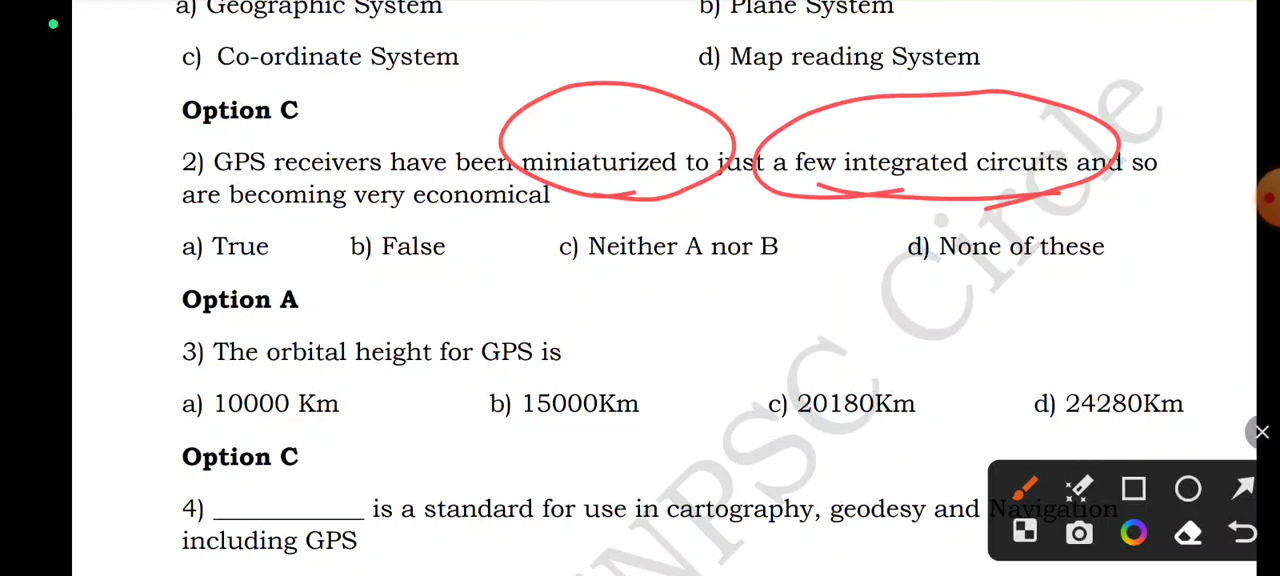 a) Geographic System b) Plane System
c) Co-ordinate System d) Map reading System
Option C
2) GPS receivers have been miniaturized to just a few integrated circuits and so
are becoming very economical
a) True b) False c) Neither A nor B d) None of these
Option A
3) The orbital height for GPS is
a) 10000 Km b) 15000Km c) 20180Km d) 24280Km
Option C
4) ____________ is a standard for use in cartography, geodesy and Navigation
including GPS
NPSC Circle